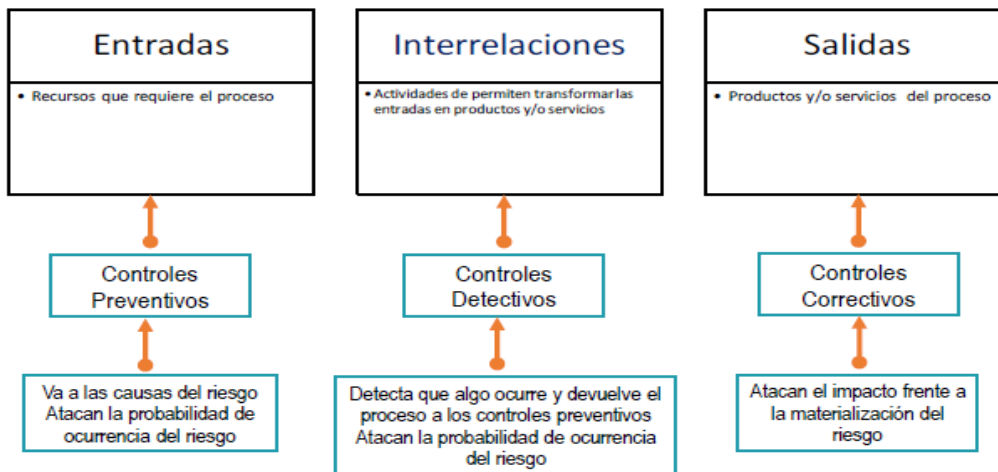 Entradas
• Recursos que requiere el proceso
Interrelaciones
• Actividades de permiten transformar las
entradas en productos y/o servicios
Salidas
• Productos y/o servicios del proceso
Controles
Preventivos
Controles
Detectivos
Controles
Correctivos
Va a las causas del riesgo
Atacan la probabilidad de
ocurrencia del riesgo
Detecta que algo ocurre y devuelve el
proceso a los controles preventivos
Atacan la probabilidad de ocurrencia
del riesgo
Atacan el impacto frente a
la materialización del
riesgo